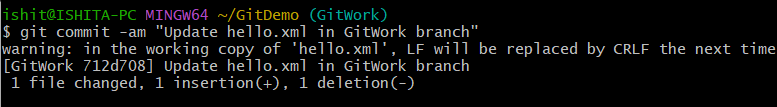 ishit@ISHITA-PC MINGW64 ~/GitDemo (GitWork)
$ git commit -am "Update hello.xml in GitWork branch"
warning: in the working copy of 'hello.xml', LF will be replaced by CRLF the next time
[GitWork 712d708] Update hello.xml in GitWork branch
 1 file changed, 1 insertion(+), 1 deletion(-)